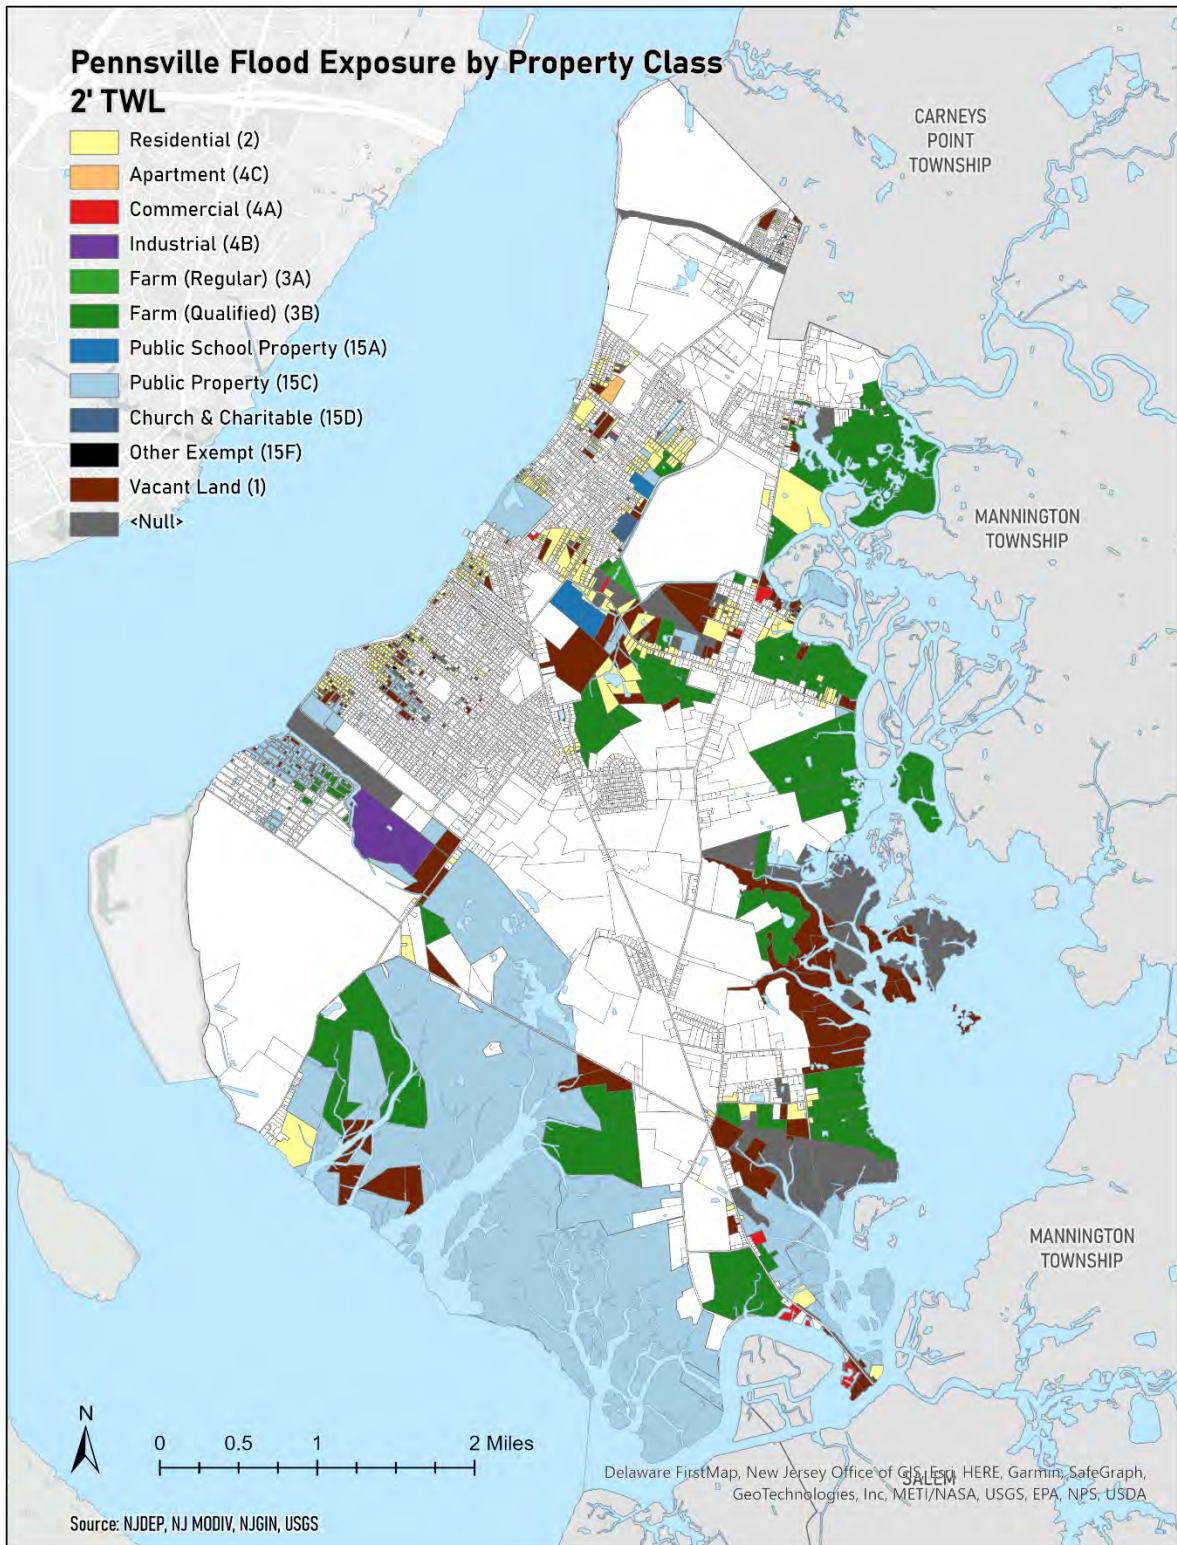 Pennsville Flood Exposure by Property Class
2' TWL
Residential (2)
Apartment (4C)
Commercial (4A)
Industrial (4B)
Farm (Regular) (3A)
Farm (Qualified) (3B)
Public School Property (15A)
Public Property (15C)
Church & Charitable (15D)
Other Exempt (15F)
Vacant Land (1)
<Null>
CARNEYS
POINT
TOWNSHIP
MANNINGTON
TOWNSHIP
MANNINGTON
TOWNSHIP
N
0 0.5 1 2 Miles
SALEM
Delaware FirstMap, New Jersey Office of GIS, Esri, HERE, Garmin, SafeGraph,
GeoTechnologies, Inc, METI/NASA, USGS, EPA, NPS, USDA
Source: NJDEP, NJ MODIV, NJGIN, USGS